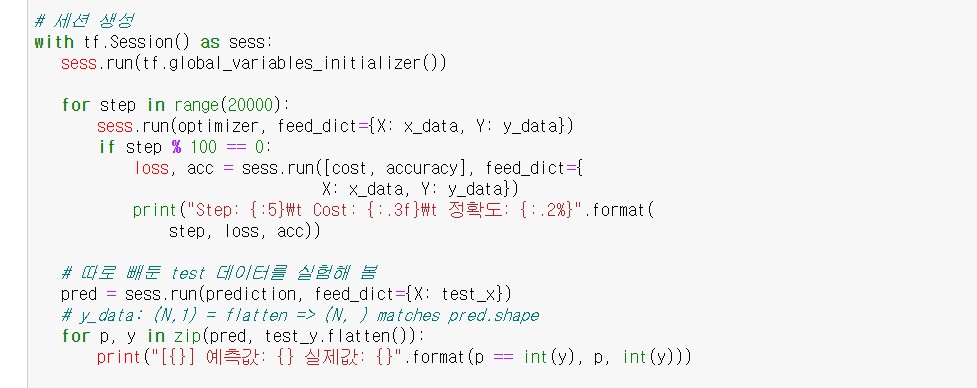 # 세션 생성
with tf.Session() as sess:
sess.run(tf.global_variables_initializer())
for step in range(20000):
sess.run(optimizer, feed_dict={X: x_data, Y: y_data})
if step % 100 == 0:
loss, acc = sess.run([cost, accuracy], feed_dict={
X: x_data, Y: y_data})
print("Step: {:5}₩t Cost: {:.3f}₩t 정확도: {:.2%}".format(
step, loss, acc))
# 따로 빼둔 test 데이터를 실험해 봄
pred = sess.run(prediction, feed_dict={X: test_x})
# y_data: (N,1) = flatten => (N, ) matches pred.shape
for p, y in zip(pred, test_y.flatten()):
print("[{}] 예측값: {} 실제값: {}".format(p == int(y), p, int(y)))